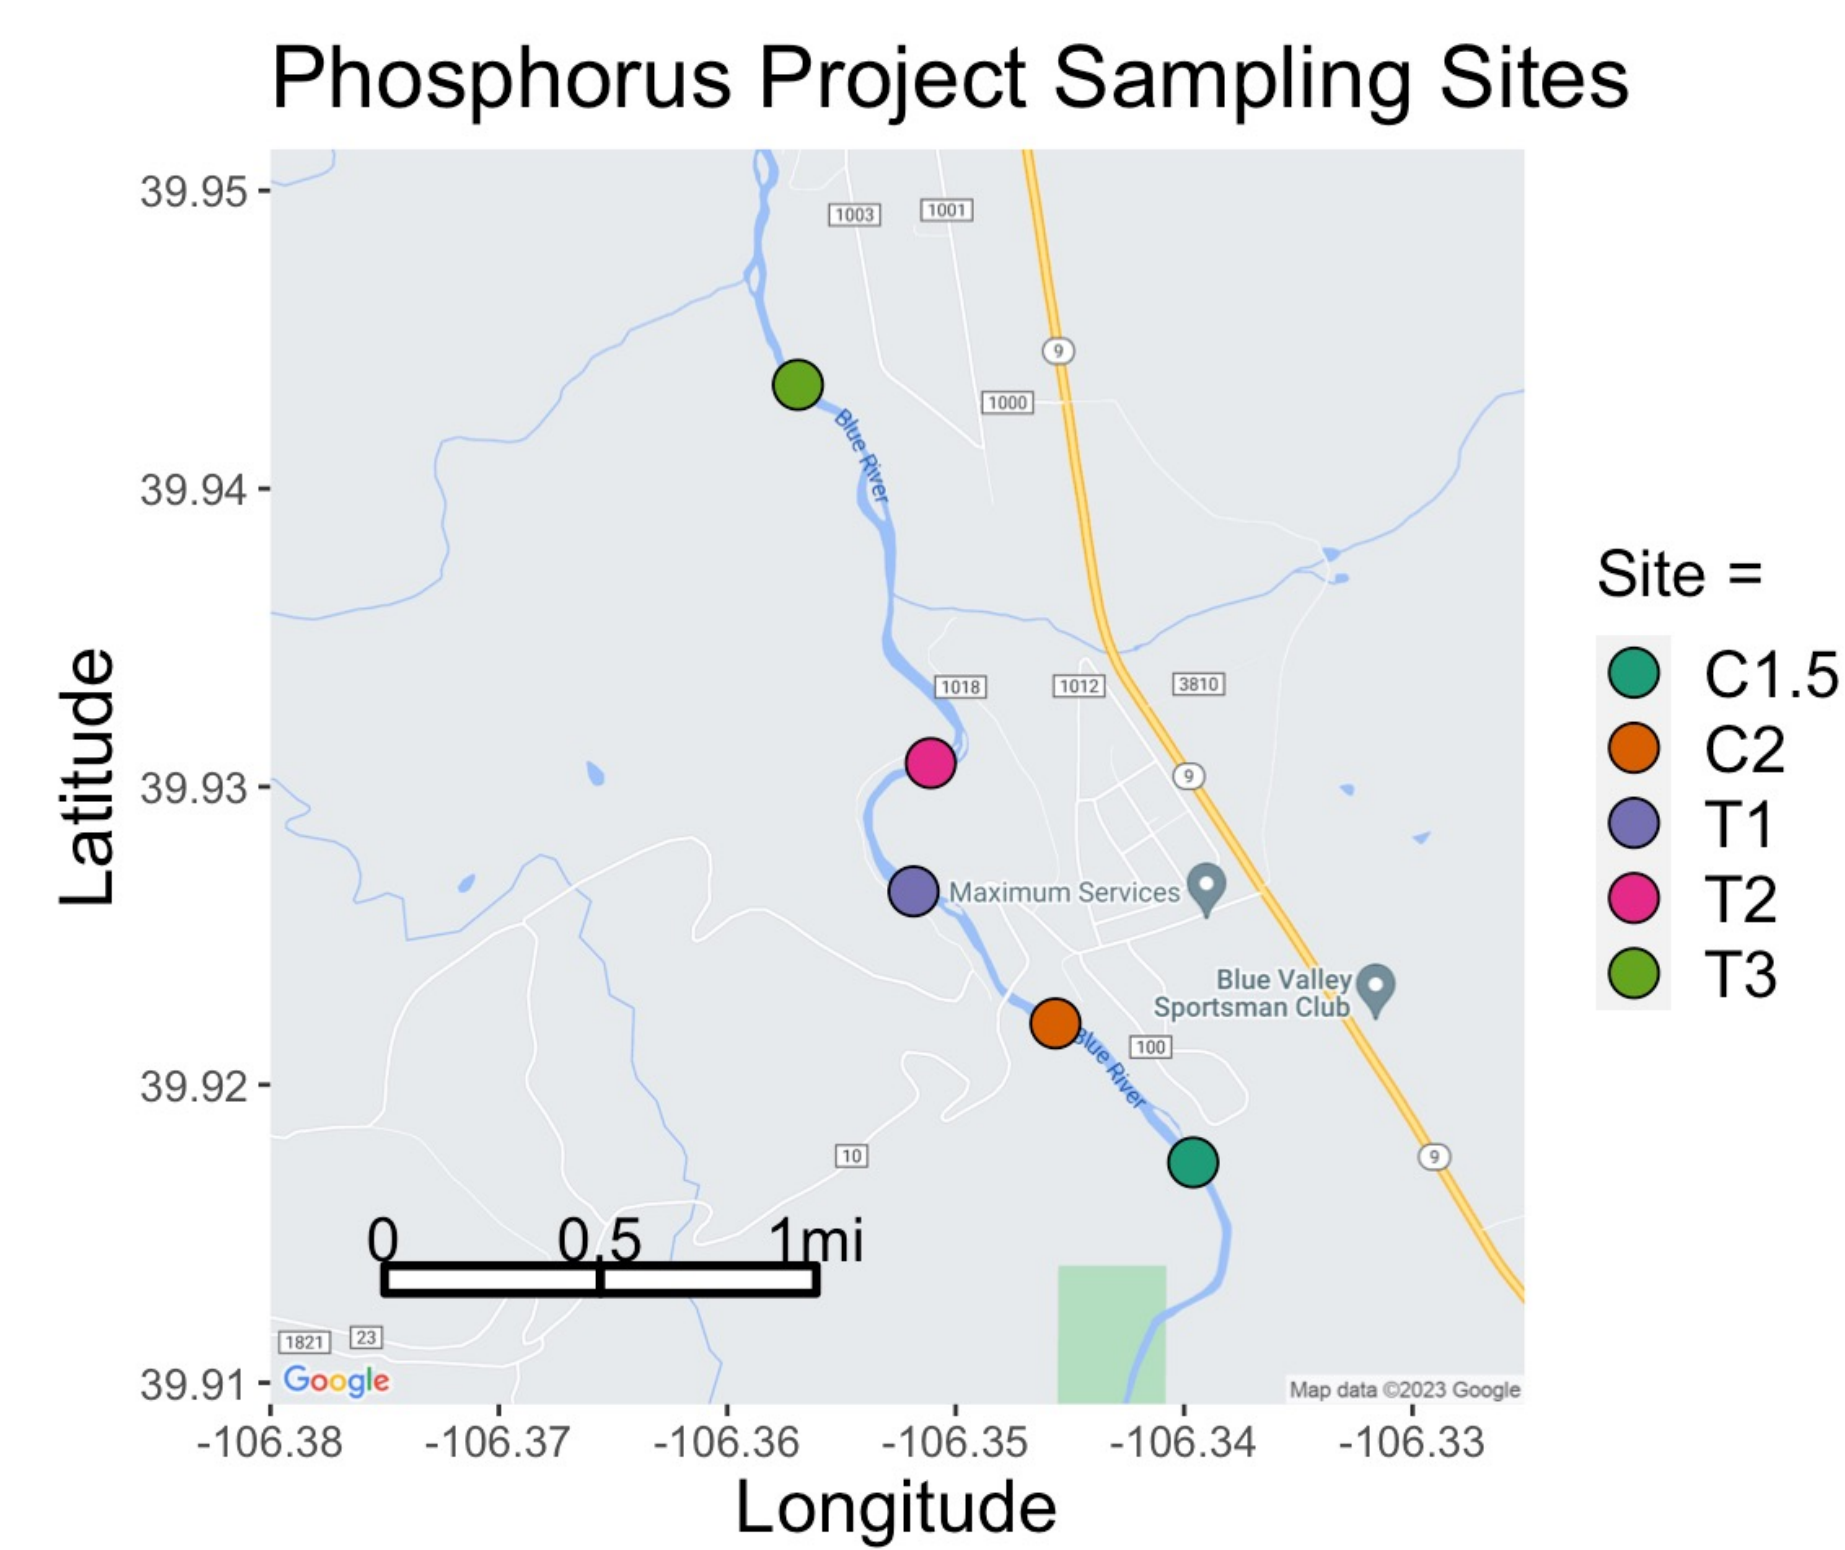 Phosphorus Project Sampling Sites
39.95
1003
1001
9
1000
Blue River
39.94
Site =
C1.5
C2
T1
T2
T3
Latitude
1018
1012
3810
39.93
9
Maximum Services
Blue Valley
Sportsman Club
Blue River
100
39.92
10
9
0 0.5 1mi
1821
23
Google
39.91
Map data ©2023 Google
-106.38 -106.37 -106.36 -106.35 -106.34 -106.33
Longitude